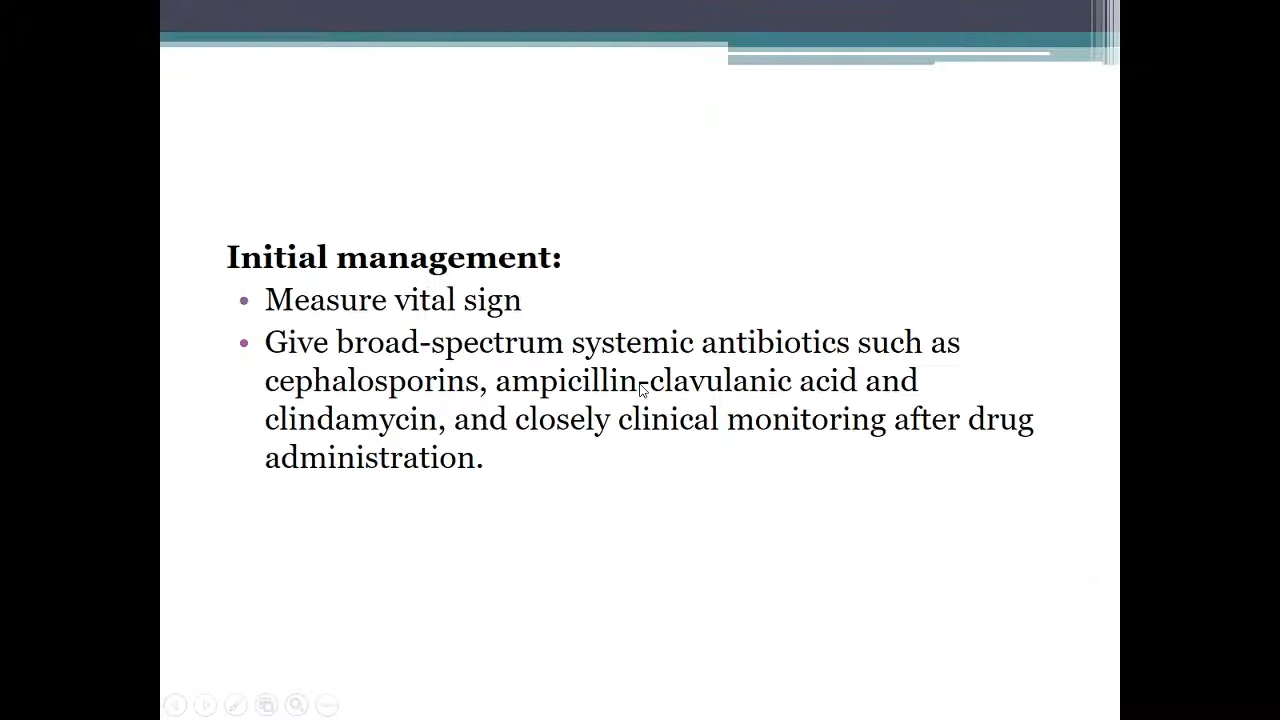 Initial management:
• Measure vital sign
• Give broad-spectrum systemic antibiotics such as
cephalosporins, ampicillin-clavulanic acid and
clindamycin, and closely clinical monitoring after drug
administration.